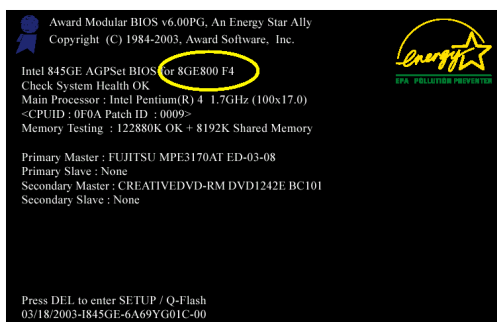 Award Modular BIOS v6.00PG, An Energy Star Ally
Copyright (C) 1984-2003, Award Software, Inc.
energy
EPA POLLUTION PREVENTER
Intel 845GE AGPSet BIOS for 8GE800 F4
Check System Health OK
Main Processor : Intel Pentium(R) 4 1.7GHz (100x17.0)
<CPUID : 0F0A Patch ID : 0009>
Memory Testing : 122880K OK + 8192K Shared Memory
Primary Master : FUJITSU MPE3170AT ED-03-08
Primary Slave : None
Secondary Master : CREATIVEDVD-RM DVD1242E BC101
Secondary Slave : None
Press DEL to enter SETUP / Q-Flash
03/18/2003-I845GE-6A69YG01C-00